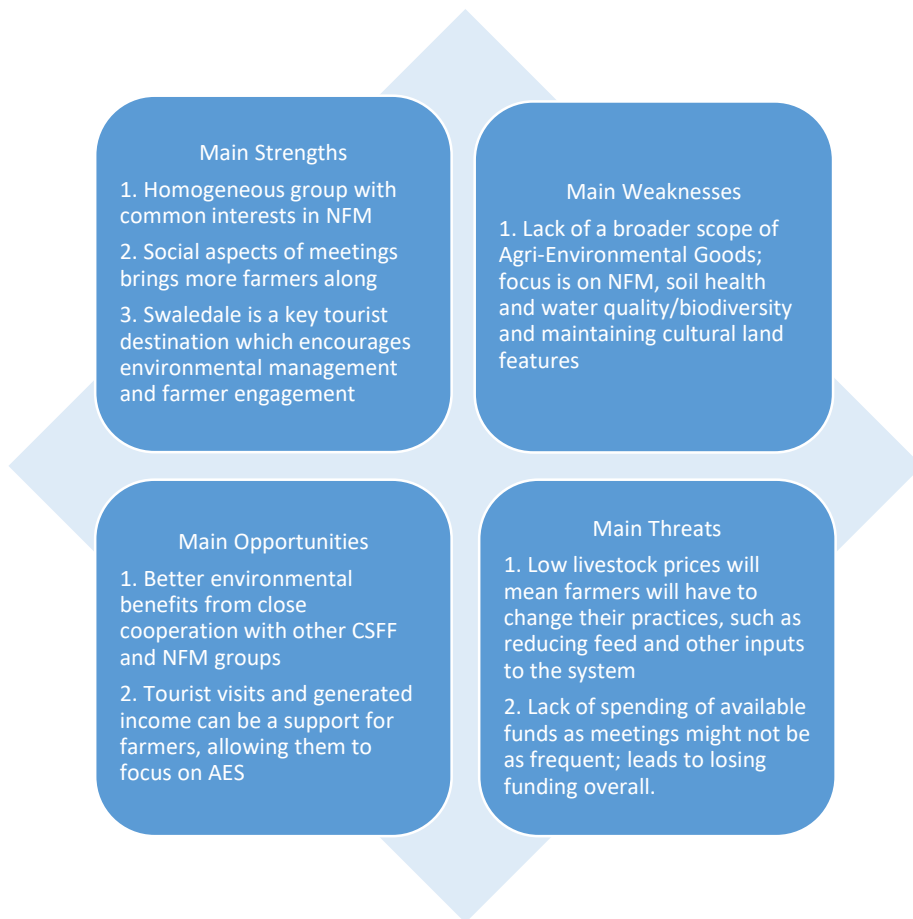 Main Strengths
1. Homogeneous group with
common interests in NFM
2. Social aspects of meetings
brings more farmers along
3. Swaledale is a key tourist
destination which encourages
environmental management
and farmer engagement
Main Weaknesses
1. Lack of a broader scope of
Agri-Environmental Goods;
focus is on NFM, soil health
and water quality/biodiversity
and maintaining cultural land
features
Main Opportunities
1. Better environmental
benefits from close
cooperation with other CSFF
and NFM groups
2. Tourist visits and generated
income can be a support for
farmers, allowing them to
focus on AES
Main Threats
1. Low livestock prices will
mean farmers will have to
change their practices, such as
reducing feed and other inputs
to the system
2. Lack of spending of available
funds as meetings might not be
as frequent; leads to losing
funding overall.